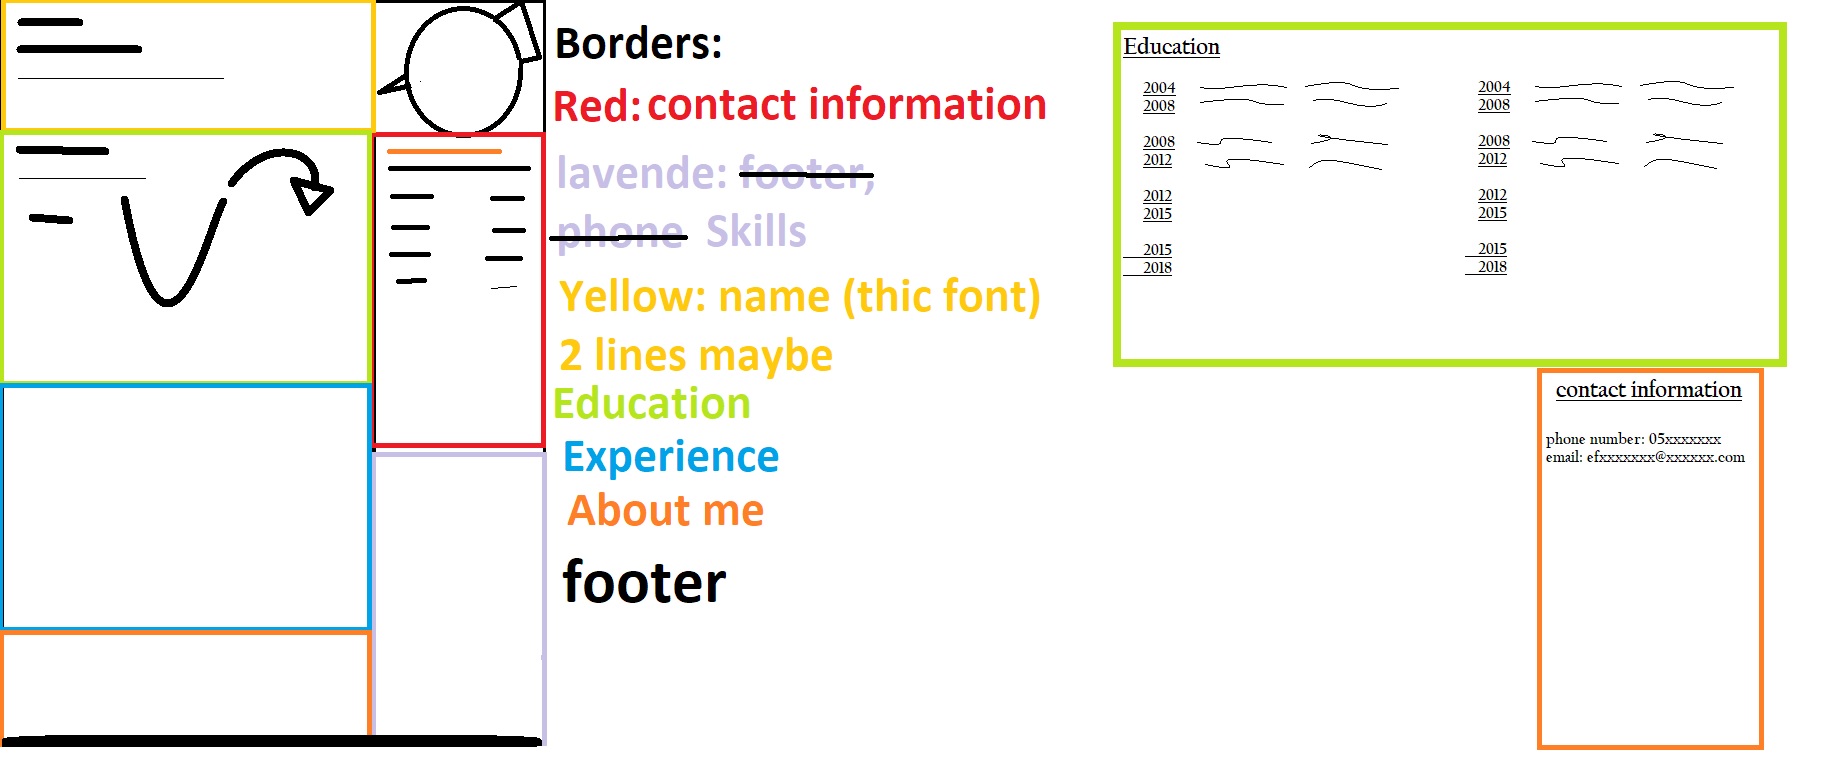 Borders:
Red: contact information
lavende: footer,
phone Skills
Yellow: name (thic font)
2 lines maybe
Education
Experience
About me
footer
Education
2004
2008
2008
2012
2012
2015
2015
2018
2004
2008
2008
2012
2012
2015
2015
2018
contact information
phone number: 05xxxxxxx
email: efxxxxxxx@xxxxxx.com